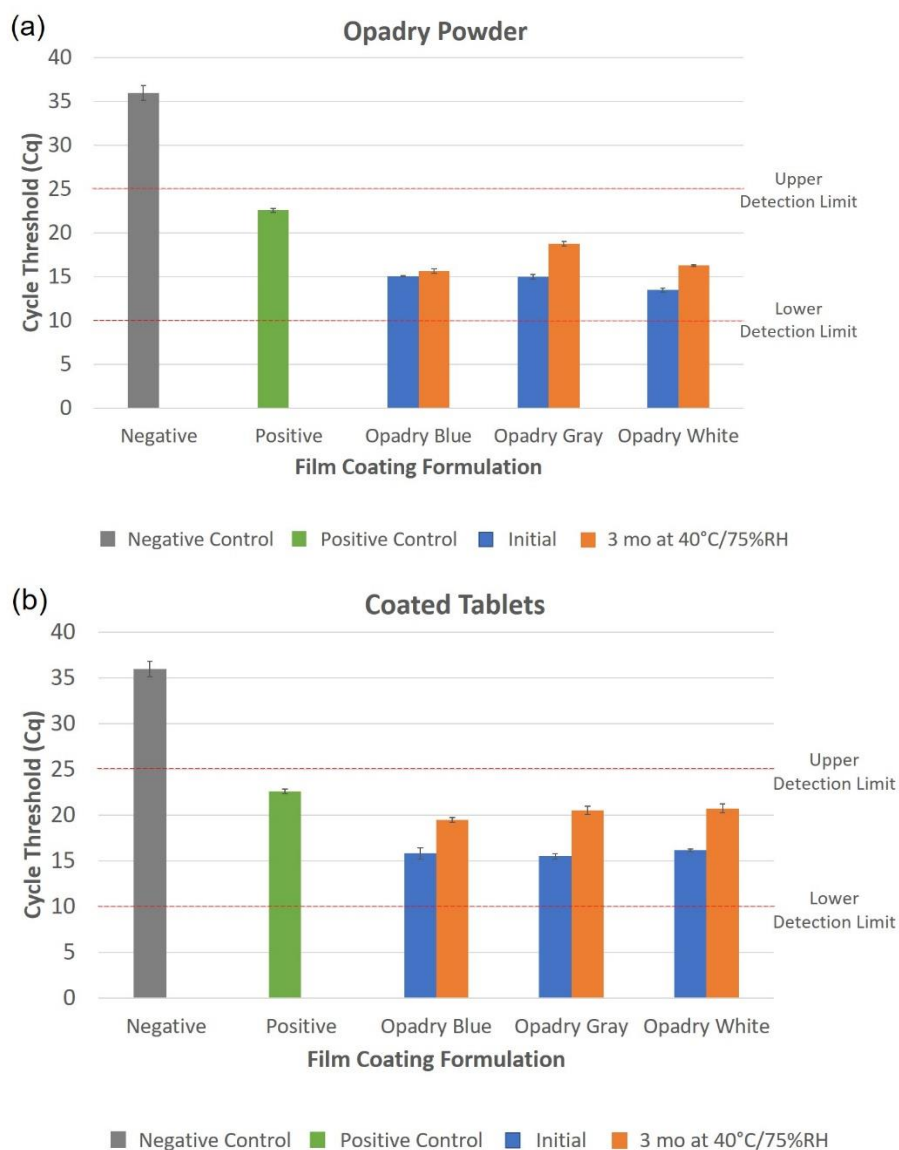 (a)
Opadry Powder
Cycle Threshold (Cq)
40
35
30
25
20
15
10
5
0
Upper
Detection Limit
Lower
Detection Limit
Negative Positive Opadry Blue Opadry Gray Opadry White
Film Coating Formulation
Negative Control Positive Control Initial 3 mo at 40°C/75%RH
(b)
Coated Tablets
Cycle Threshold (Cq)
40
35
30
25
20
15
10
5
0
Upper
Detection Limit
Lower
Detection Limit
Negative Positive Opadry Blue Opadry Gray Opadry White
Film Coating Formulation
Negative Control Positive Control Initial 3 mo at 40°C/75%RH